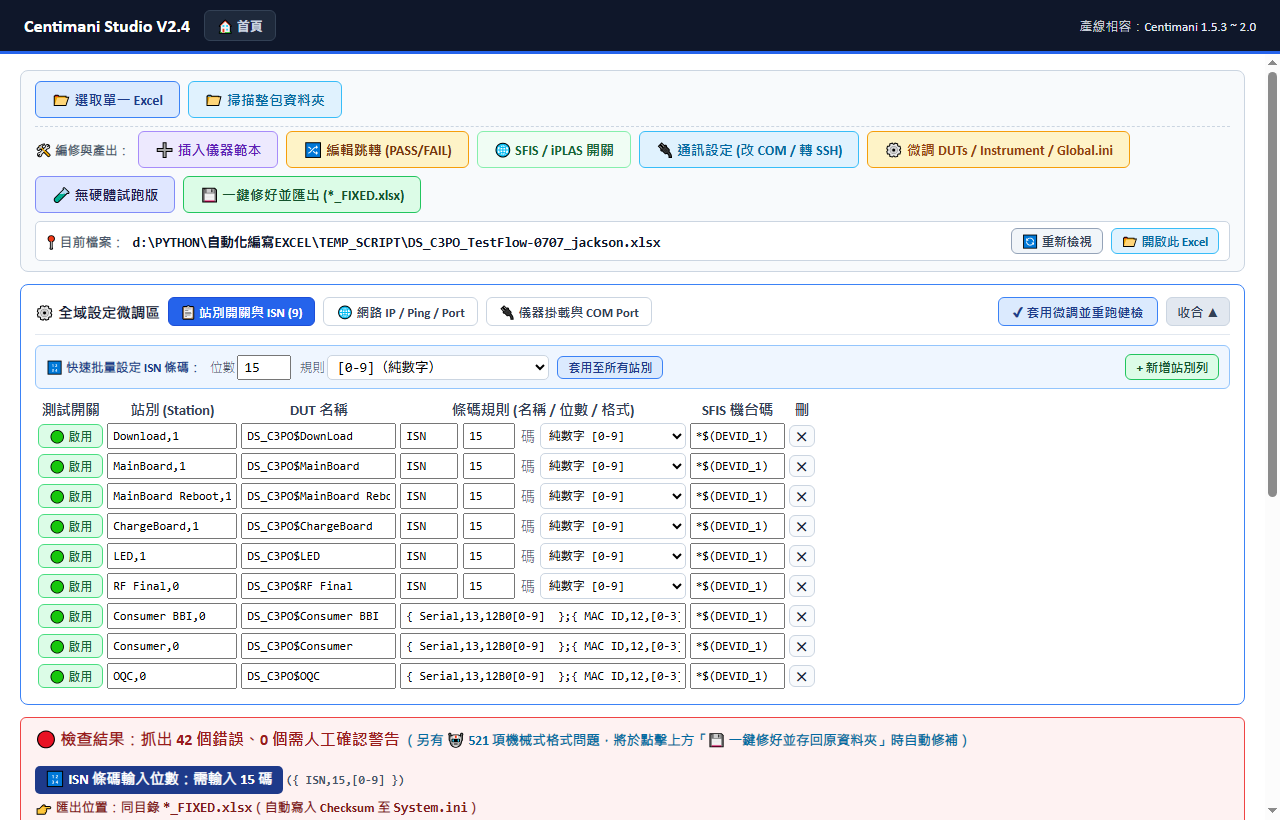 Centimani Studio V2.4 首頁 產線相容：Centimani 1.5.3 ~ 2.0
選取單一 Excel 掃描整包資料夾
編修與產出： 插入儀器範本 編輯跳轉 (PASS/FAIL) SFIS / iPLAS 開關 通訊設定 (改 COM / 轉 SSH) 微調 DUTs / Instrument / Global.ini
無硬體試跑版 一鍵修好並匯出 (*_FIXED.xlsx)
目前檔案： d:\PYTHON\自動化編寫EXCEL\TEMP_SCRIPT\DS_C3PO_TestFlow-0707_jackson.xlsx 重新檢視 開啟此 Excel
全域設定微調區 站別開關與 ISN (9) 網路 IP / Ping / Port 儀器掛載與 COM Port ✓ 套用微調並重跑健檢 收合 ▲
快速批量設定 ISN 條碼： 位數 15 規則 [0-9] (純數字) 套用至所有站別 + 新增站別列
測試開關 站別 (Station) DUT 名稱 條碼規則 (名稱 / 位數 / 格式) SFIS 機台碼 刪
啟用 Download,1 DS_C3PO$DownLoad ISN 15 碼 純數字 [0-9] *$(DEVID_1) ✕
啟用 MainBoard,1 DS_C3PO$MainBoard ISN 15 碼 純數字 [0-9] *$(DEVID_1) ✕
啟用 MainBoard Reboot,1 DS_C3PO$MainBoard Rebo ISN 15 碼 純數字 [0-9] *$(DEVID_1) ✕
啟用 ChargeBoard,1 DS_C3PO$ChargeBoard ISN 15 碼 純數字 [0-9] *$(DEVID_1) ✕
啟用 LED,1 DS_C3PO$LED ISN 15 碼 純數字 [0-9] *$(DEVID_1) ✕
啟用 RF Final,0 DS_C3PO$RF Final ISN 15 碼 純數字 [0-9] *$(DEVID_1) ✕
啟用 Consumer BBI,0 DS_C3PO$Consumer BBI { Serial,13,12B0[0-9] };{ MAC ID,12,[0-3] *$(DEVID_1) ✕
啟用 Consumer,0 DS_C3PO$Consumer { Serial,13,12B0[0-9] };{ MAC ID,12,[0-3] *$(DEVID_1) ✕
啟用 OQC,0 DS_C3PO$OQC { Serial,13,12B0[0-9] };{ MAC ID,12,[0-3] *$(DEVID_1) ✕
檢查結果：抓出 42 個錯誤、0 個需人工確認警告 ( 另有 521 項機械式格式問題，將於點擊上方「 一鍵修好並存回原資料夾」時自動修補 )
ISN 條碼輸入位數：需輸入 15 碼 ({ ISN,15,[0-9] })
匯出位置：同目錄 *_FIXED.xlsx ( 自動寫入 Checksum 至 System.ini )